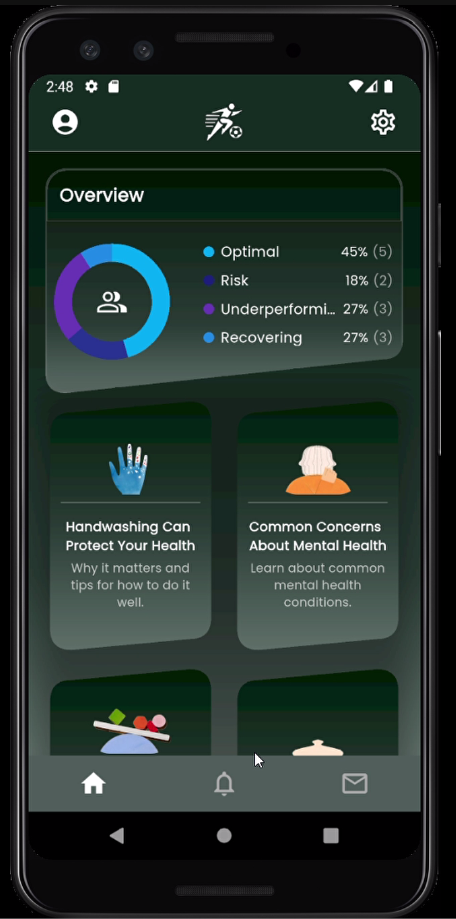 2:48
Overview
Optimal 45% (5)
Risk 18% (2)
Underperformi... 27% (3)
Recovering 27% (3)
Handwashing Can
Protect Your Health
Why it matters and
tips for how to do it
well.
Common Concerns
About Mental Health
Learn about common
mental health
conditions.